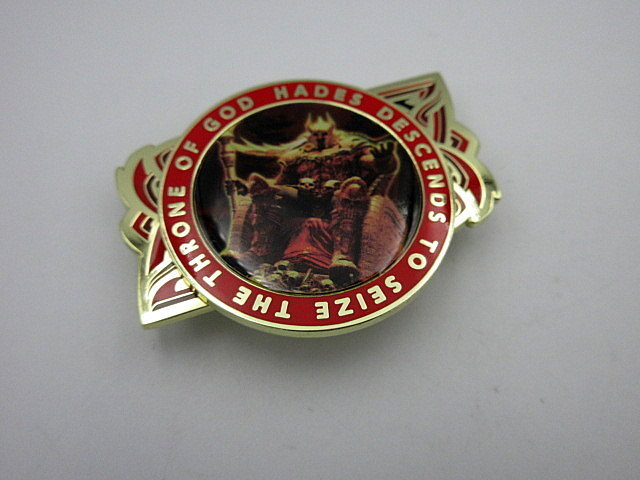 HADES DESCENDS TO SEIZE THE THRONE OF GOD